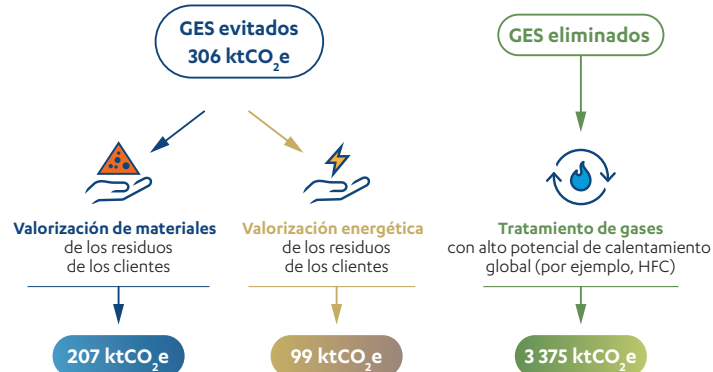 GES evitados
306 ktCO₂e
GES eliminados
Valorización de materiales
de los residuos
de los clientes
Valorización energética
de los residuos
de los clientes
Tratamiento de gases
con alto potencial de calentamiento
global (por ejemplo, HFC)
207 ktCO₂e
99 ktCO₂e
3 375 ktCO₂e